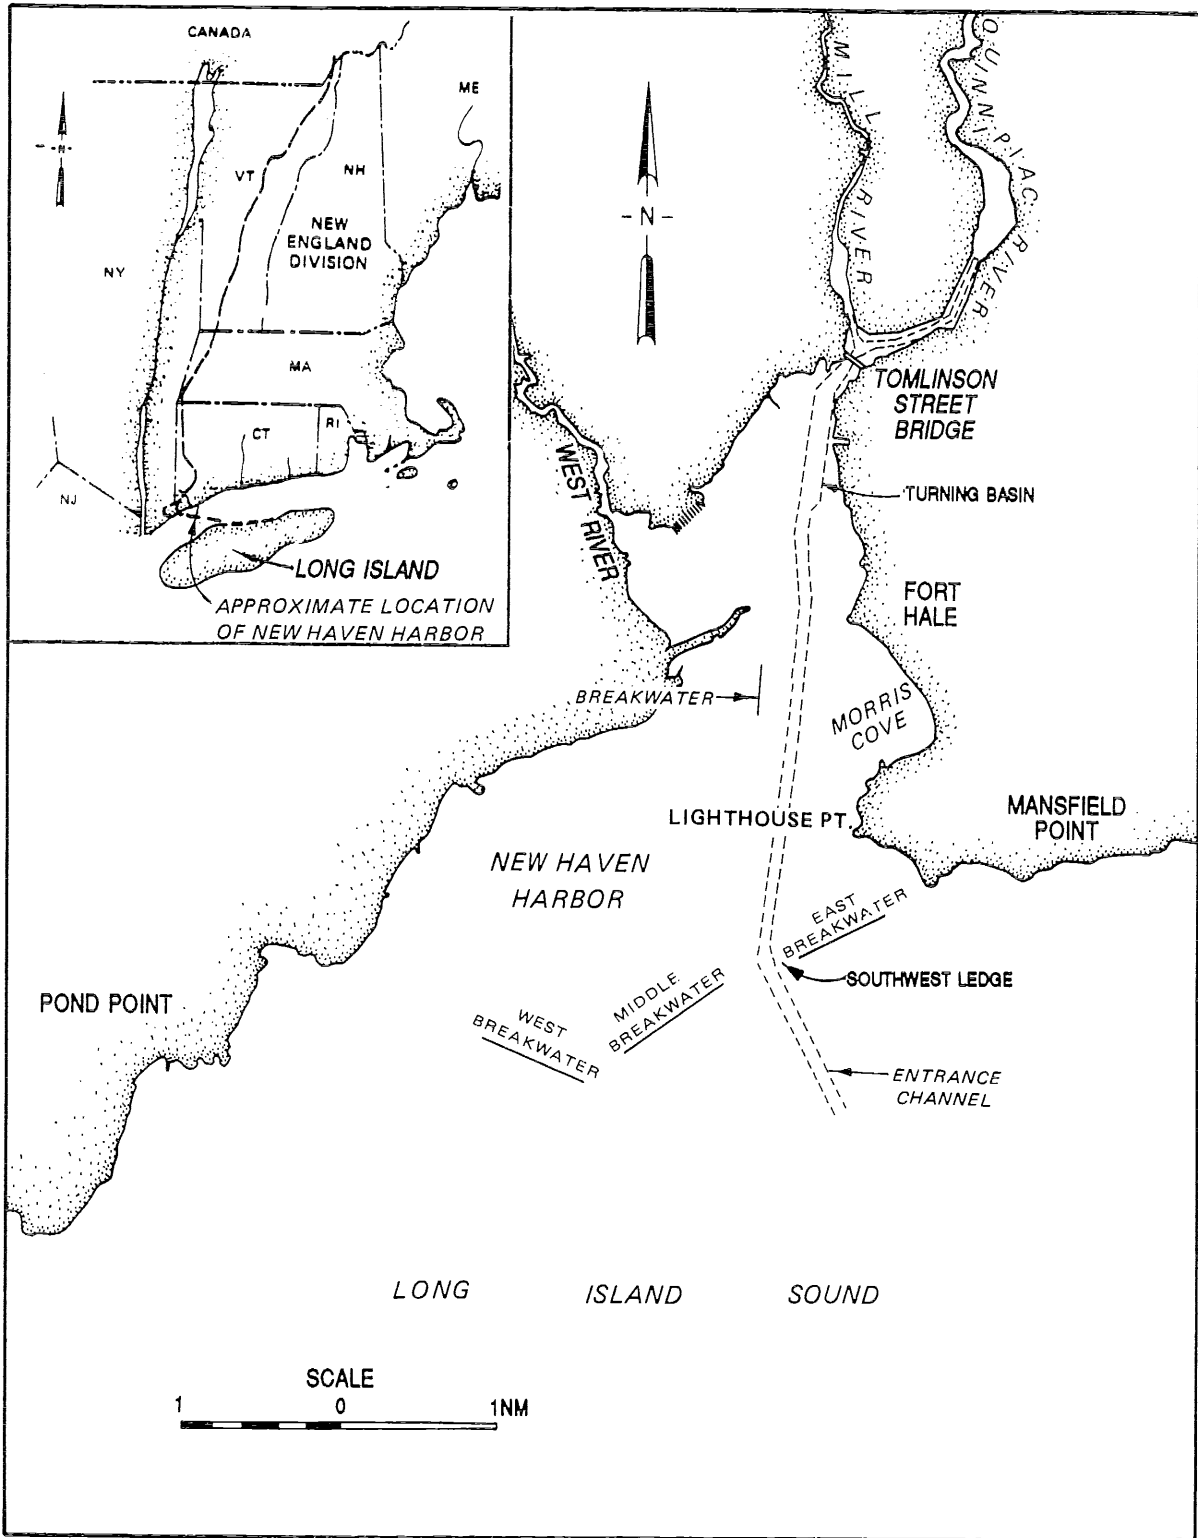 CANADA
ME
-N-
VT
NH
NEW
ENGLAND
DIVISION
NY
MA
CT
RI
NJ
LONG ISLAND
APPROXIMATE LOCATION
OF NEW HAVEN HARBOR
MILL RIVER
QUINNIPIAC RIVER
-N-
TOMLINSON
STREET
BRIDGE
WEST RIVER
TURNING BASIN
FORT
HALE
BREAKWATER
MORRIS
COVE
LIGHTHOUSE PT.
MANSFIELD
POINT
NEW HAVEN
HARBOR
EAST
BREAKWATER
SOUTHWEST LEDGE
POND POINT
MIDDLE
BREAKWATER
WEST
BREAKWATER
ENTRANCE
CHANNEL
LONG ISLAND SOUND
SCALE
1 0 1NM